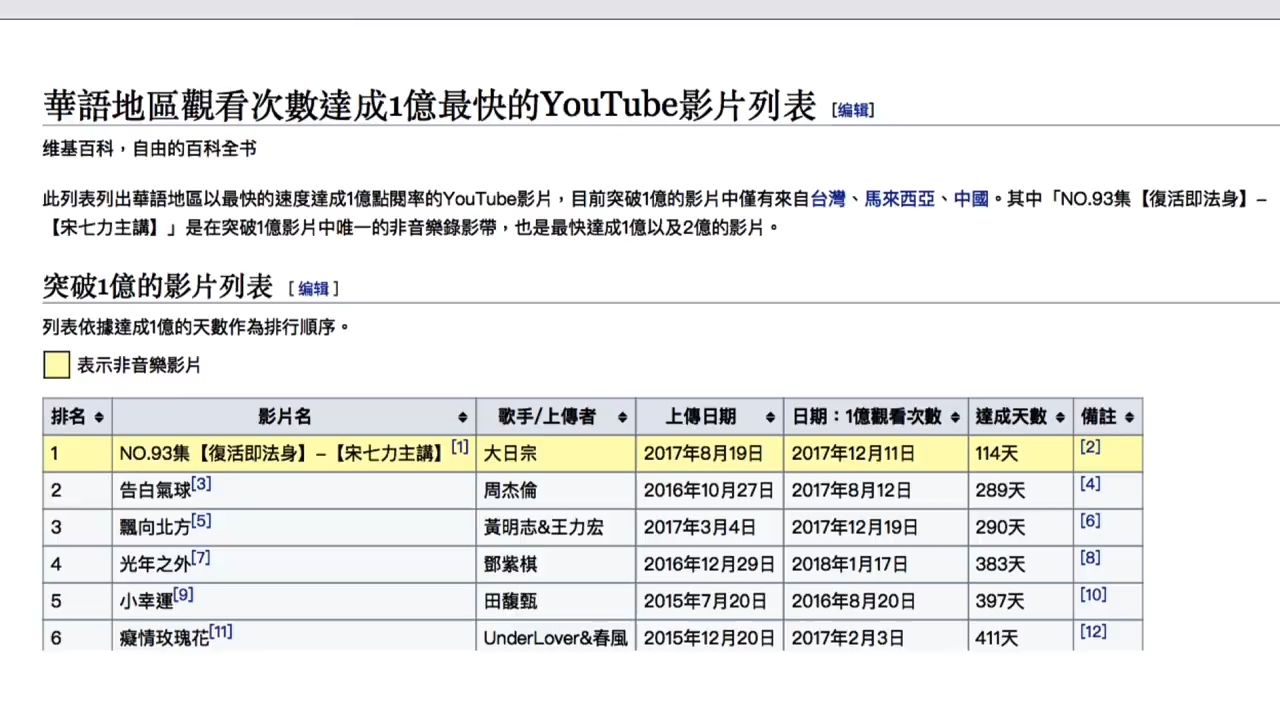 華語地區觀看次數達成1億最快的YouTube影片列表 [编辑]
维基百科，自由的百科全书
此列表列出華語地區以最快的速度達成1億點閱率的YouTube影片，目前突破1億的影片中僅有來自台灣、馬來西亞、中國。其中「NO.93集【復活即法身】–
【宋七力主講】」是在突破1億影片中唯一的非音樂錄影帶，也是最快達成1億以及2億的影片。
突破1億的影片列表 [ 编辑 ]
列表依據達成1億的天數作為排行順序。
表示非音樂影片
排名 影片名 歌手/上傳者 上傳日期 日期：1億觀看次數 達成天數 備註
1 NO.93集【復活即法身】–【宋七力主講】[1] 大日宗 2017年8月19日 2017年12月11日 114天 [2]
2 告白氣球[3] 周杰倫 2016年10月27日 2017年8月12日 289天 [4]
3 飄向北方[5] 黃明志&王力宏 2017年3月4日 2017年12月19日 290天 [6]
4 光年之外[7] 鄧紫棋 2016年12月29日 2018年1月17日 383天 [8]
5 小幸運[9] 田馥甄 2015年7月20日 2016年8月20日 397天 [10]
6 癡情玫瑰花[11] UnderLover&春風 2015年12月20日 2017年2月3日 411天 [12]